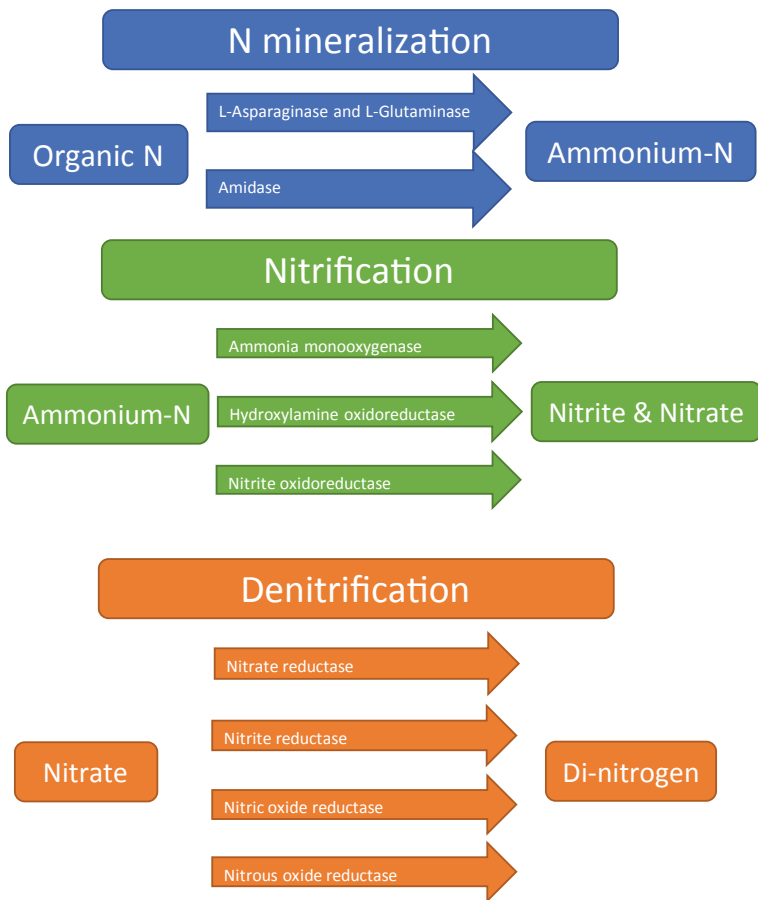 N mineralization
L-Asparaginase and L-Glutaminase
Organic N
Ammonium-N
Amidase
Nitrification
Ammonia monooxygenase
Ammonium-N
Hydroxylamine oxidoreductase
Nitrite & Nitrate
Nitrite oxidoreductase
Denitrification
Nitrate reductase
Nitrite reductase
Nitrate
Di-nitrogen
Nitric oxide reductase
Nitrous oxide reductase